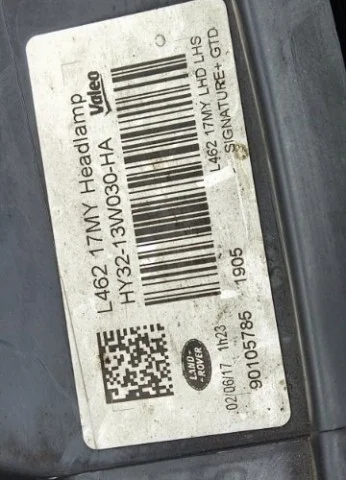 L462 17MY Headlamp
Valeo
HY32-13W030-HA
L462 17MY LHD LHS
SIGNATURE+ GTD
LAND-
ROVER
02/06/17 1h23
1905
90105785